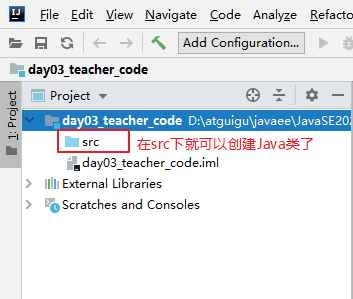 IJ File Edit View Navigate Code Analyze Refacto
Add Configuration...
day03_teacher_code
1: Project
Project
day03_teacher_code D:\atguigu\javaee\JavaSE202
src 在src下就可以创建Java类了
day03_teacher_code.iml
External Libraries
Scratches and Consoles